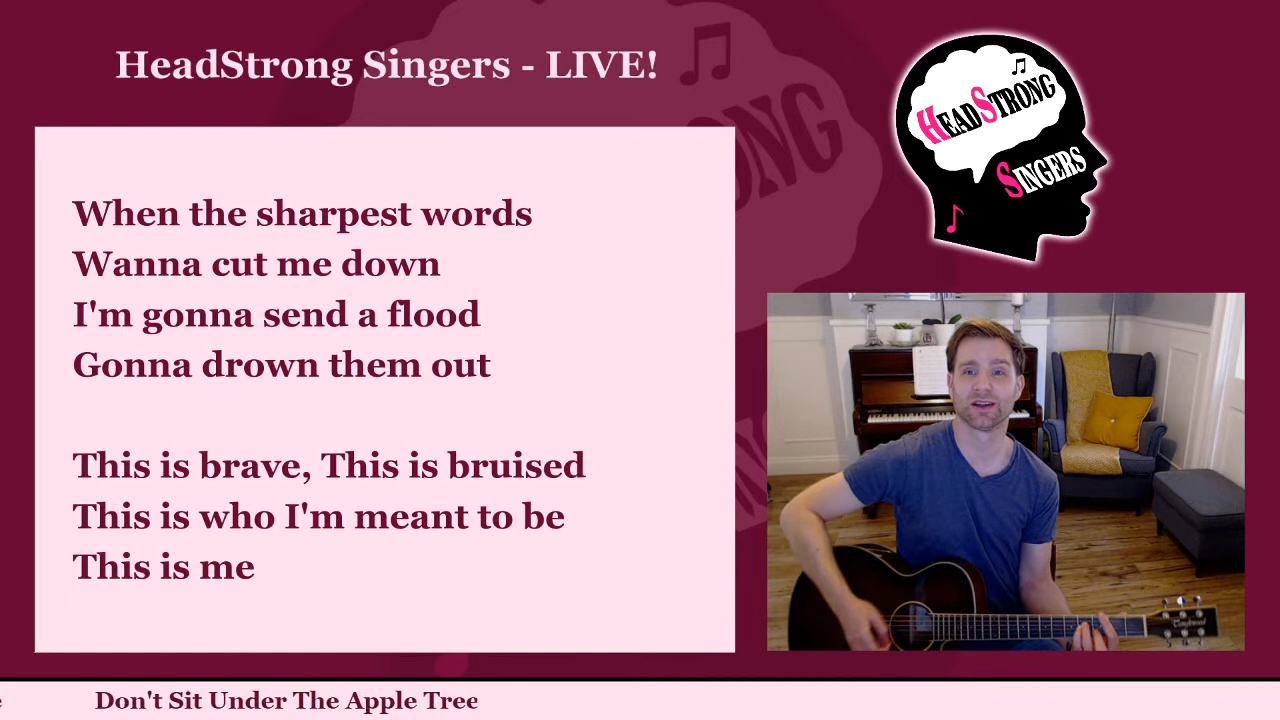 HeadStrong Singers - LIVE!
HEADSTRONG
SINGERS
When the sharpest words
Wanna cut me down
I'm gonna send a flood
Gonna drown them out
This is brave, This is bruised
This is who I'm meant to be
This is me
Tanglewood
e Don't Sit Under The Apple Tree